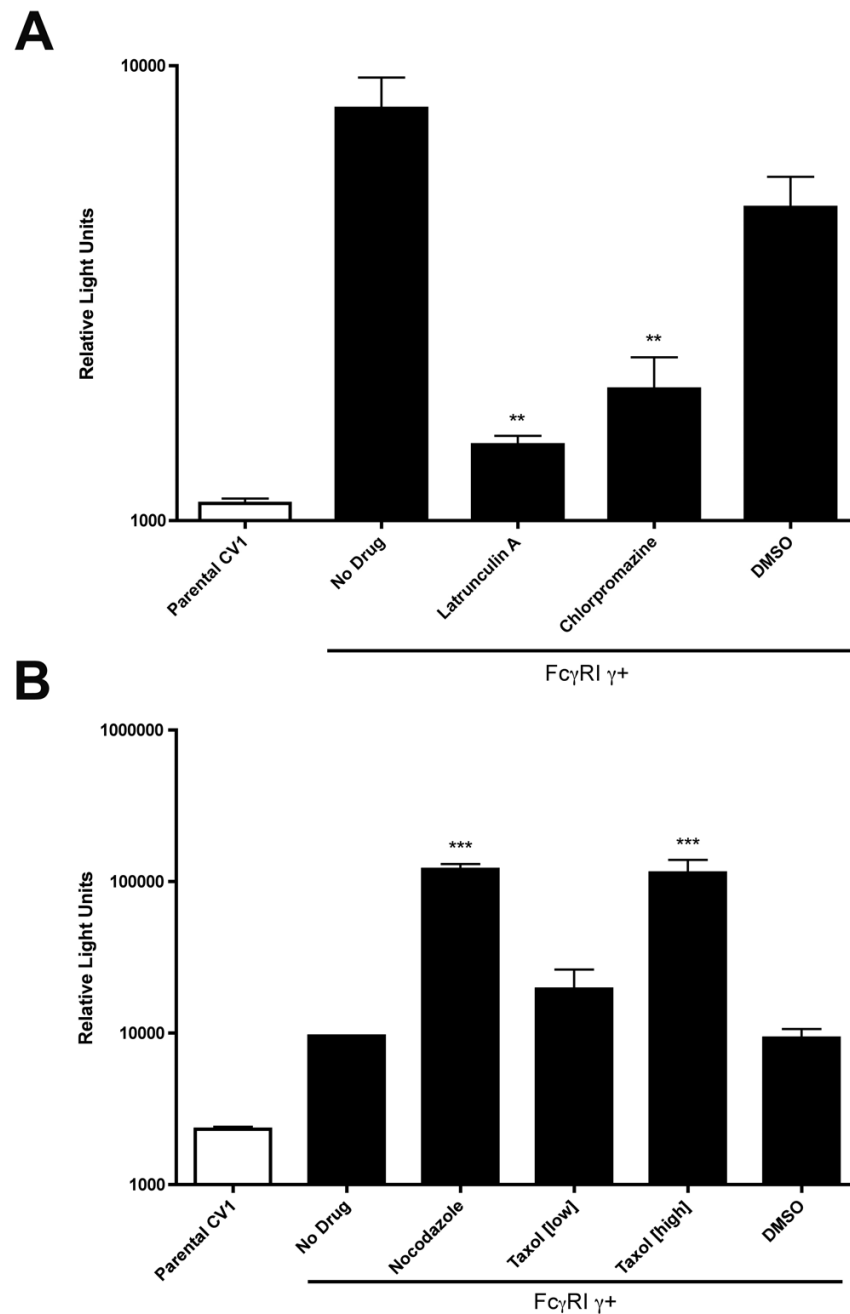 A
10000
Relative Light Units
**
**
1000
Parental CV1
No Drug
Latrunculin A
Chlorpromazine
DMSO
FcγRI γ+
B
1000000
***
***
100000
Relative Light Units
10000
1000
Parental CV1
No Drug
Nocodazole
Taxol [low]
Taxol [high]
DMSO
FcγRI γ+